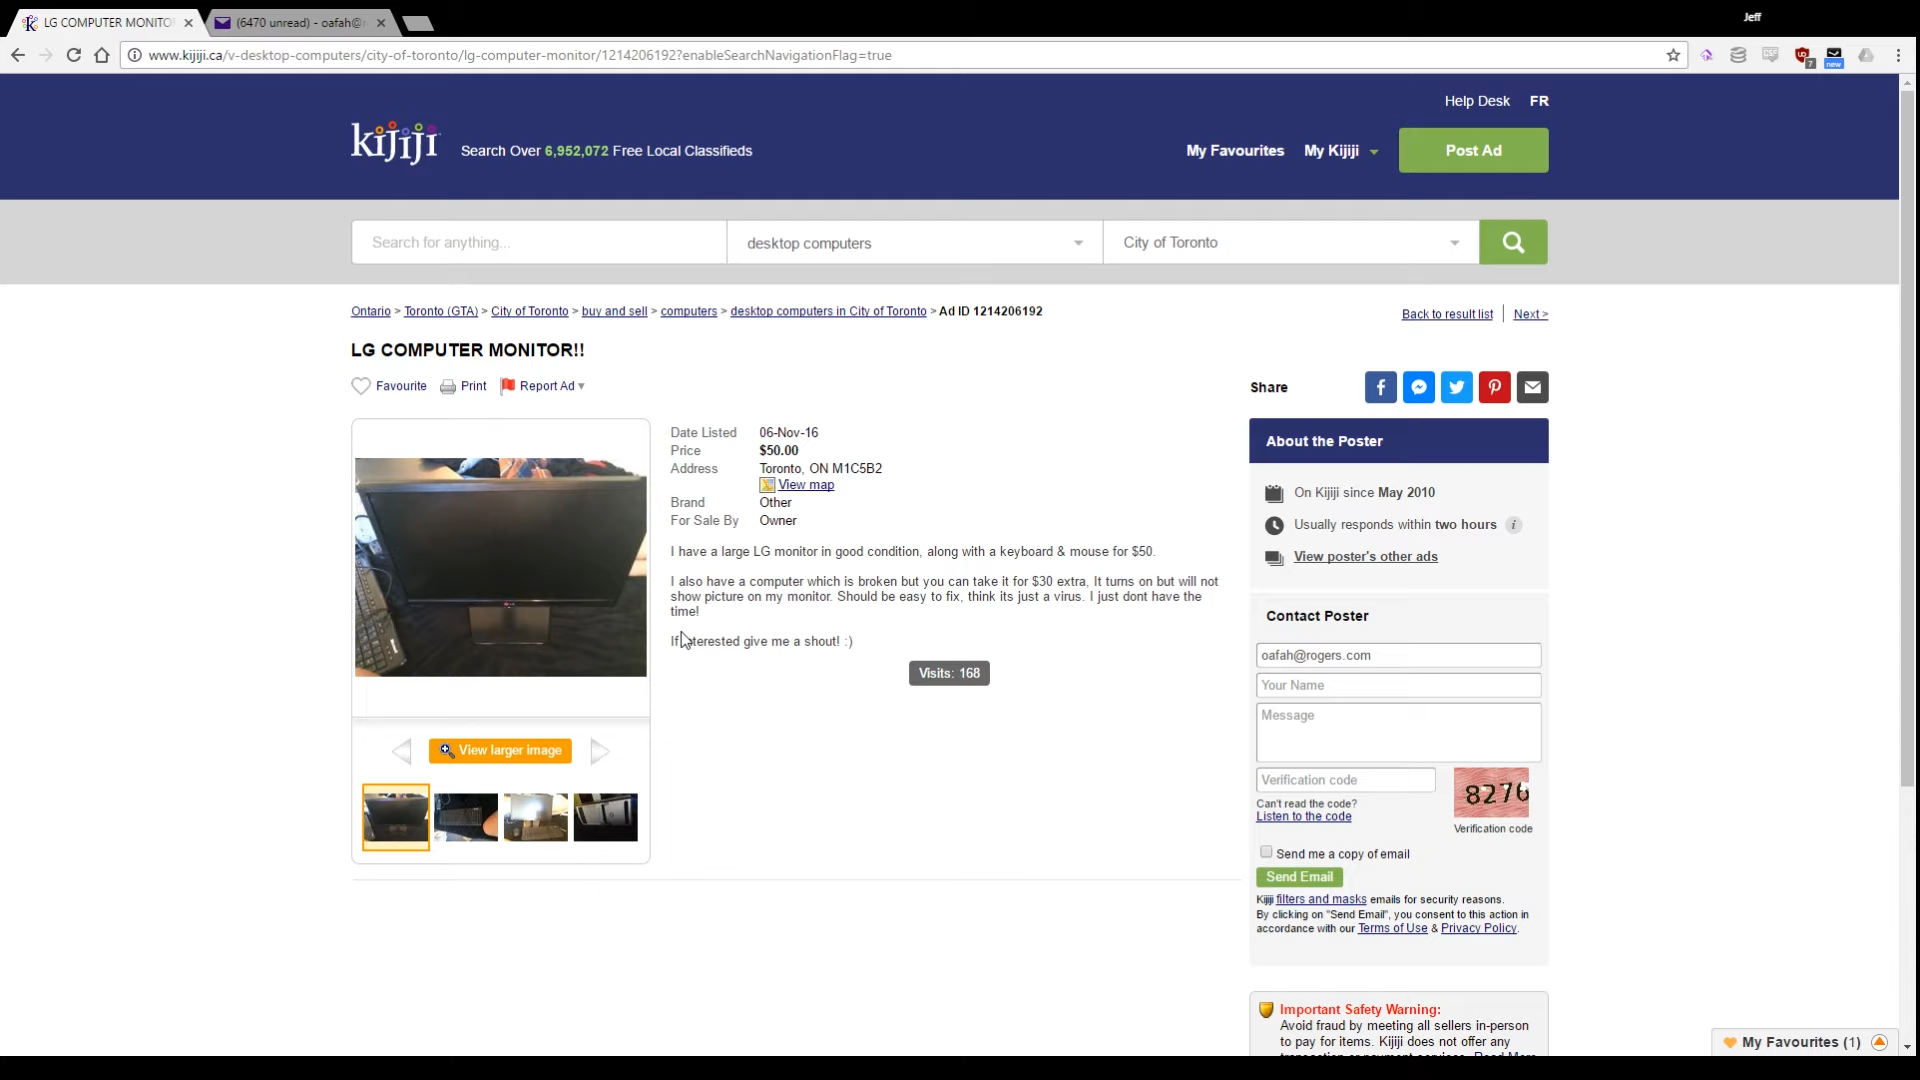 LG COMPUTER MONITO
(6470 unread) - oafah@r
Jeff
www.kijiji.ca/v-desktop-computers/city-of-toronto/lg-computer-monitor/1214206192?enableSearchNavigationFlag=true
7
new
Help Desk FR
kijiji
Search Over 6,952,072 Free Local Classifieds
My Favourites My Kijiji Post Ad
Search for anything... desktop computers City of Toronto
Ontario > Toronto (GTA) > City of Toronto > buy and sell > computers > desktop computers in City of Toronto > Ad ID 1214206192
Back to result list | Next >
LG COMPUTER MONITOR!!
Favourite Print Report Ad
Share
Date Listed 06-Nov-16
Price $50.00
Address Toronto, ON M1C5B2
View map
Brand Other
For Sale By Owner
I have a large LG monitor in good condition, along with a keyboard & mouse for $50.
I also have a computer which is broken but you can take it for $30 extra, It turns on but will not
show picture on my monitor. Should be easy to fix, think its just a virus. I just dont have the
time!
If interested give me a shout! :)
Visits: 168
View larger image
About the Poster
On Kijiji since May 2010
Usually responds within two hours i
View poster's other ads
Contact Poster
oafah@rogers.com
Your Name
Message
Verification code
8276
Can't read the code?
Listen to the code
Verification code
Send me a copy of email
Send Email
Kijiji filters and masks emails for security reasons.
By clicking on "Send Email", you consent to this action in
accordance with our Terms of Use & Privacy Policy.
Important Safety Warning:
Avoid fraud by meeting all sellers in-person
to pay for items. Kijiji does not offer any
My Favourites (1)